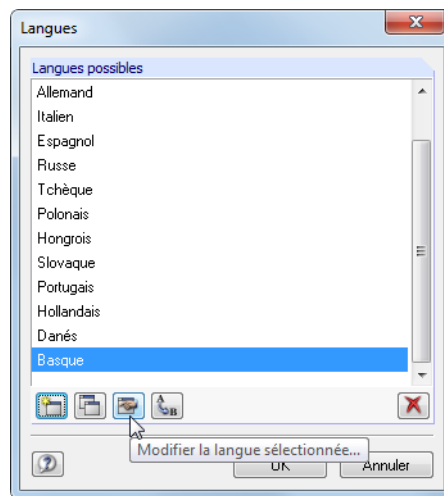 Langues
Langues possibles
Allemand
Italien
Espagnol
Russe
Tchèque
Polonais
Hongrois
Slovaque
Portugais
Hollandais
Danés
Basque
A
B
Modifier la langue sélectionnée...
OK
Annuler